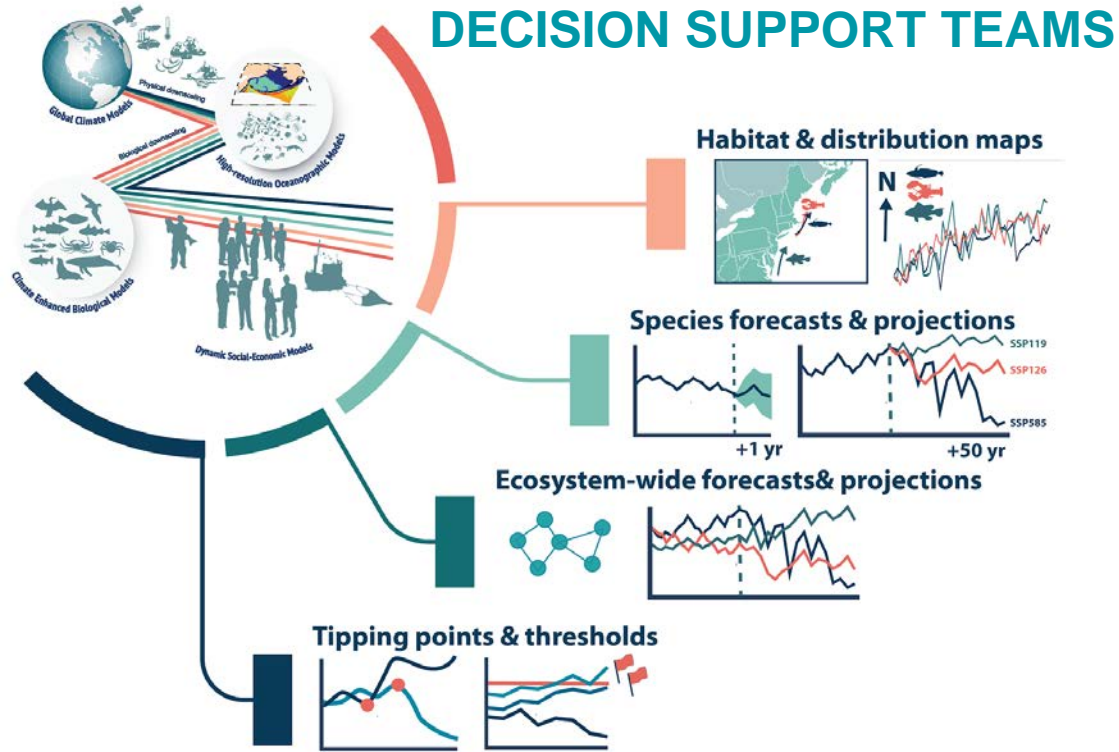 DECISION SUPPORT TEAMS
Physical downscaling
Global Climate Models
Biological downscaling
High-resolution Oceanographic Models
Climate Enhanced Biological Models
Dynamic Social-Economic Models
Habitat & distribution maps
N
Species forecasts & projections
SSP119
SSP126
SSP585
+1 yr
+50 yr
Ecosystem-wide forecasts& projections
Tipping points & thresholds